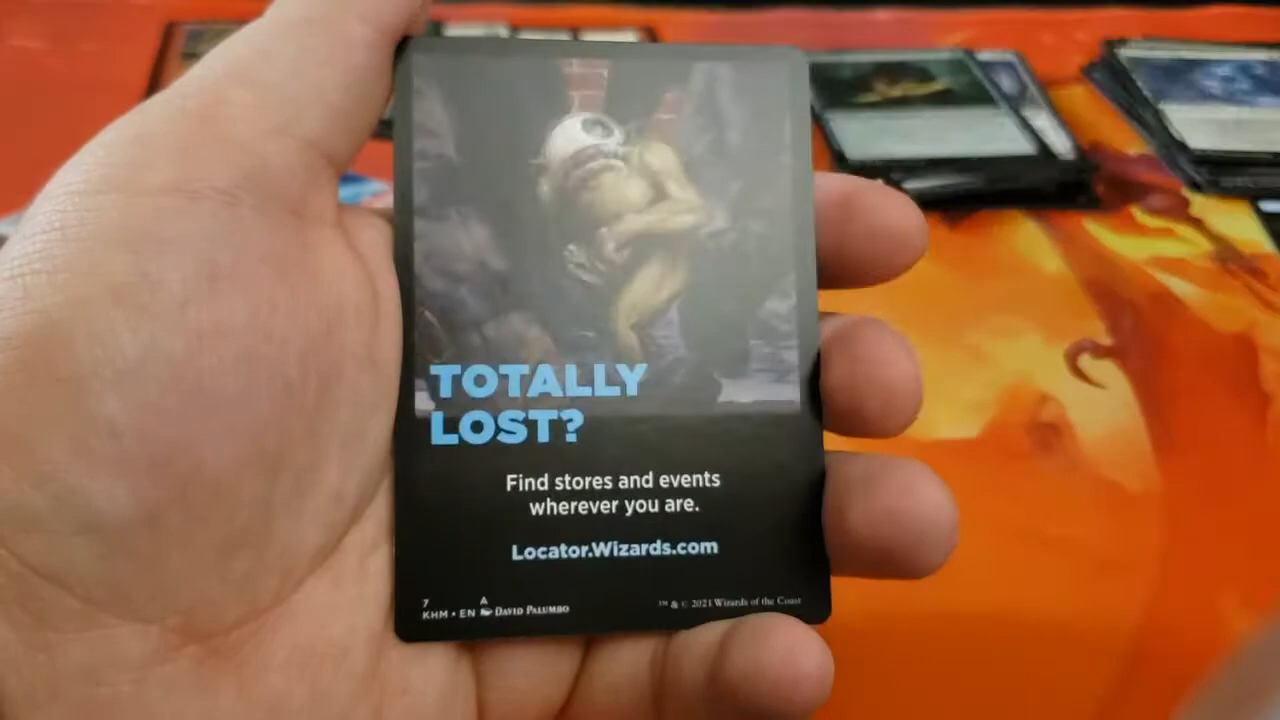 TOTALLY
LOST?
Find stores and events
wherever you are.
Locator.Wizards.com
7 A
KHM • EN DAVID PALUMBO ™ & © 2021 Wizards of the Coast